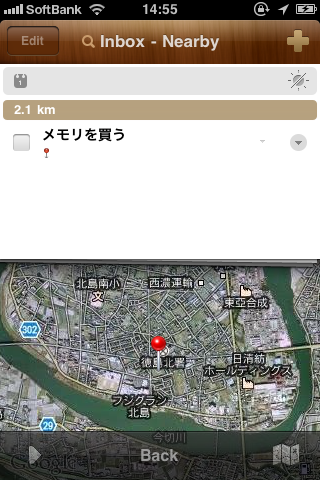 SoftBank 14:55
Edit Inbox - Nearby
1
2.1 km
メモリを買う
北島南小
文
西濃運輸
東亞合成
302
徳島北署
日清紡
ホールディングス
フジグラン
北島
29
今切川
Google
Back